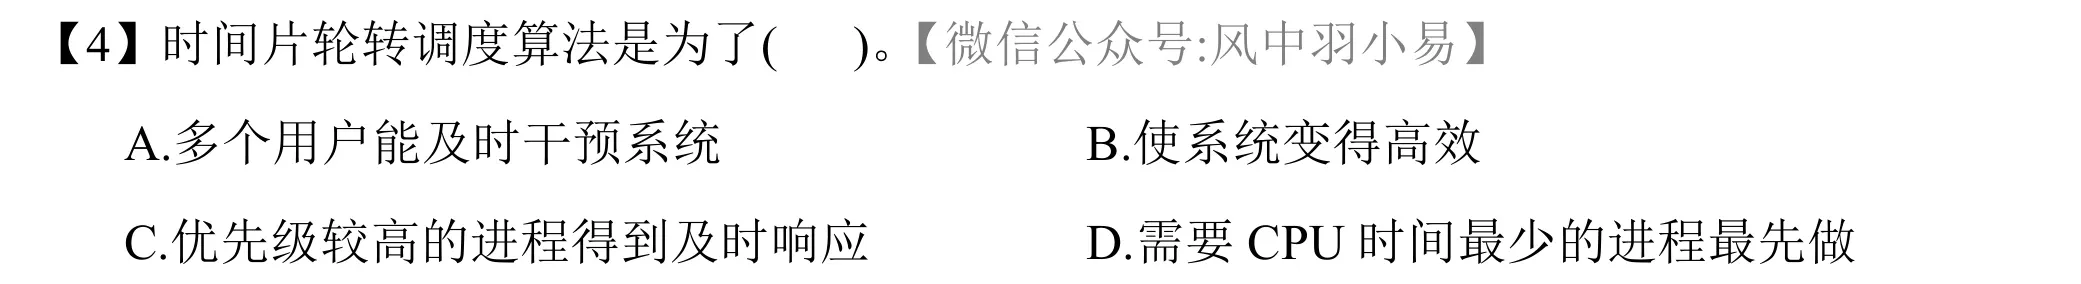 【4】时间片轮转调度算法是为了(  )。【微信公众号:风中羽小易】
A.多个用户能及时干预系统 B.使系统变得高效
C.优先级较高的进程得到及时响应 D.需要 CPU 时间最少的进程最先做